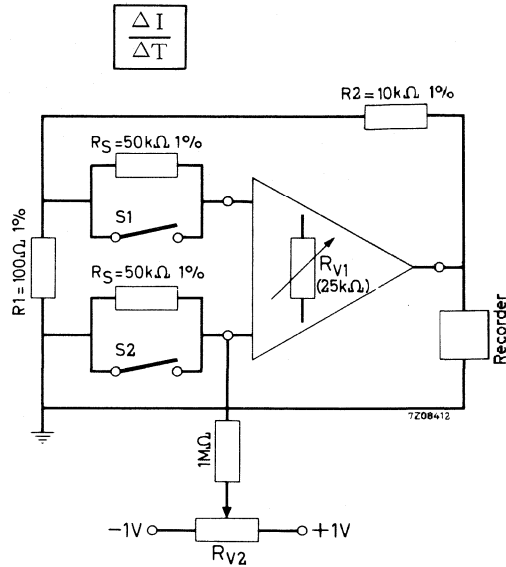 ΔI
ΔT
R2=10kΩ 1%
RS=50kΩ 1%
S1
R1=100Ω 1%
RS=50kΩ 1%
S2
RV1
(25kΩ)
Recorder
7Z08412
1MΩ
-1V
+1V
RV2